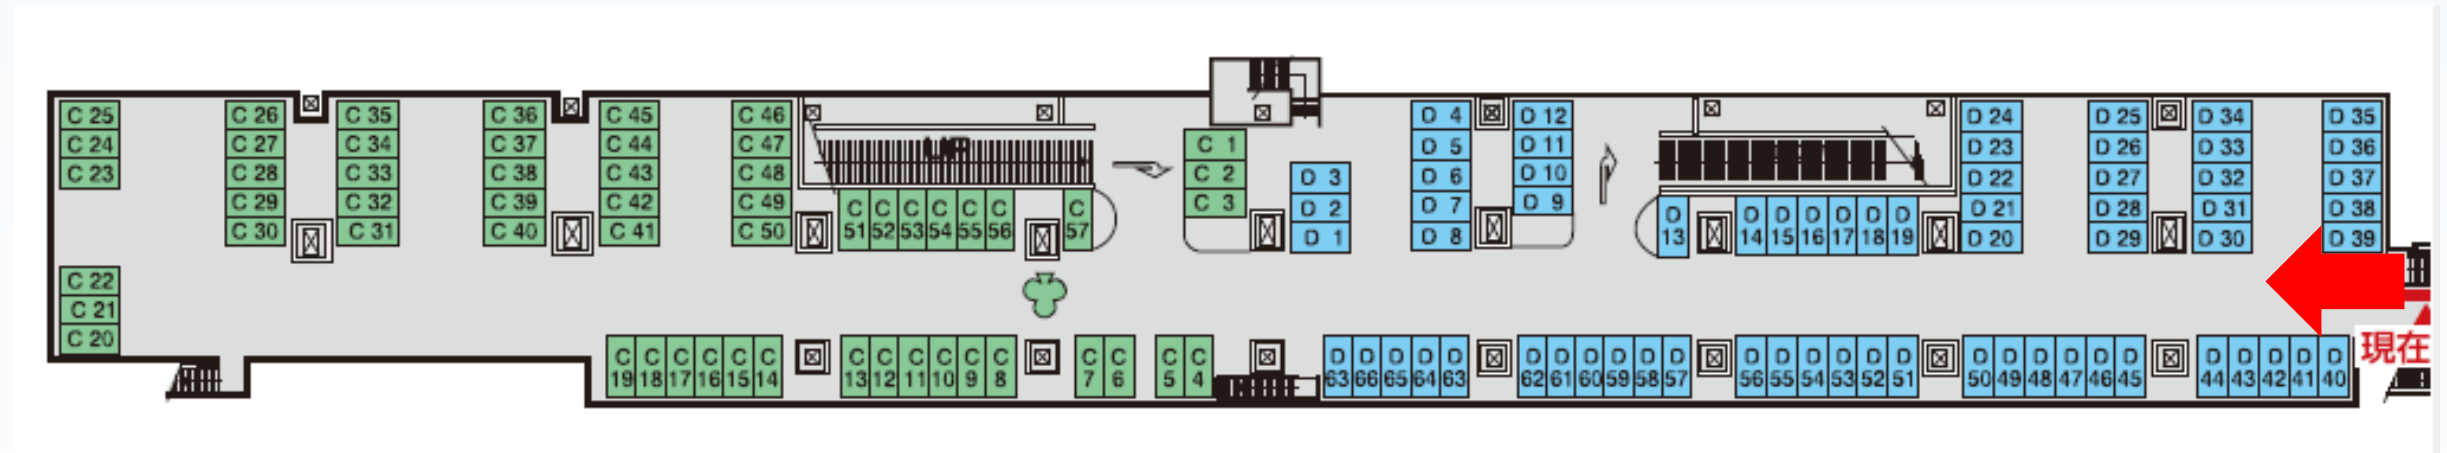 C 25
C 24
C 23
C 22
C 21
C 20
C 26
C 27
C 28
C 29
C 30
C 35
C 34
C 33
C 32
C 31
C 36
C 37
C 38
C 39
C 40
C 45
C 44
C 43
C 42
C 41
C 46
C 47
C 48
C 49
C 50
C 51
C 52
C 53
C 54
C 55
C 56
C 57
C 1
C 2
C 3
D 3
D 2
D 1
D 4
D 5
D 6
D 7
D 8
D 12
D 11
D 10
D 9
D 13
D 14
D 15
D 16
D 17
D 18
D 19
D 24
D 23
D 22
D 21
D 20
D 25
D 26
D 27
D 28
D 29
D 34
D 33
D 32
D 31
D 30
D 35
D 36
D 37
D 38
D 39
C 19
C 18
C 17
C 16
C 15
C 14
C 13
C 12
C 11
C 10
C 9
C 8
C 7
C 6
C 5
C 4
D 63
D 66
D 65
D 64
D 63
D 62
D 61
D 60
D 59
D 58
D 57
D 56
D 55
D 54
D 53
D 52
D 51
D 50
D 49
D 48
D 47
D 46
D 45
D 44
D 43
D 42
D 41
D 40
現在